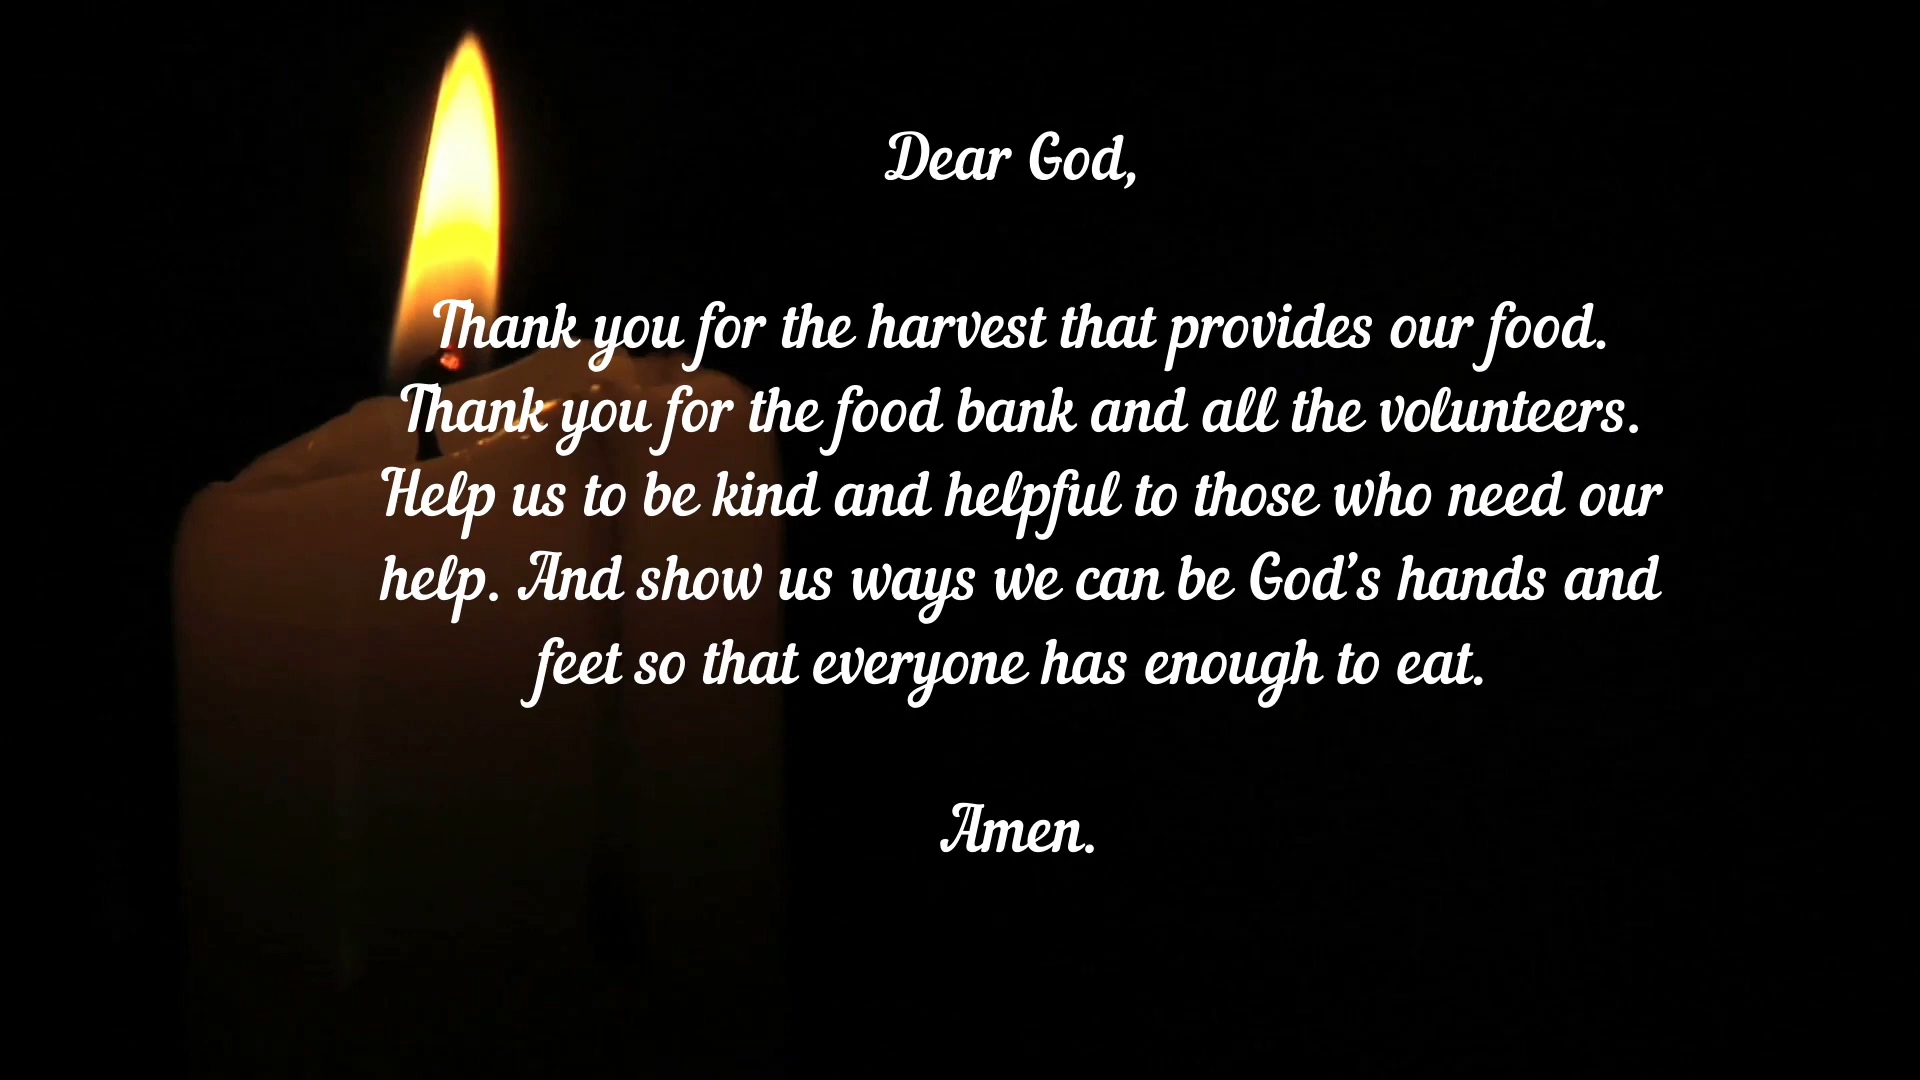 Dear God,
Thank you for the harvest that provides our food.
Thank you for the food bank and all the volunteers.
Help us to be kind and helpful to those who need our
help. And show us ways we can be God’s hands and
feet so that everyone has enough to eat.
Amen.